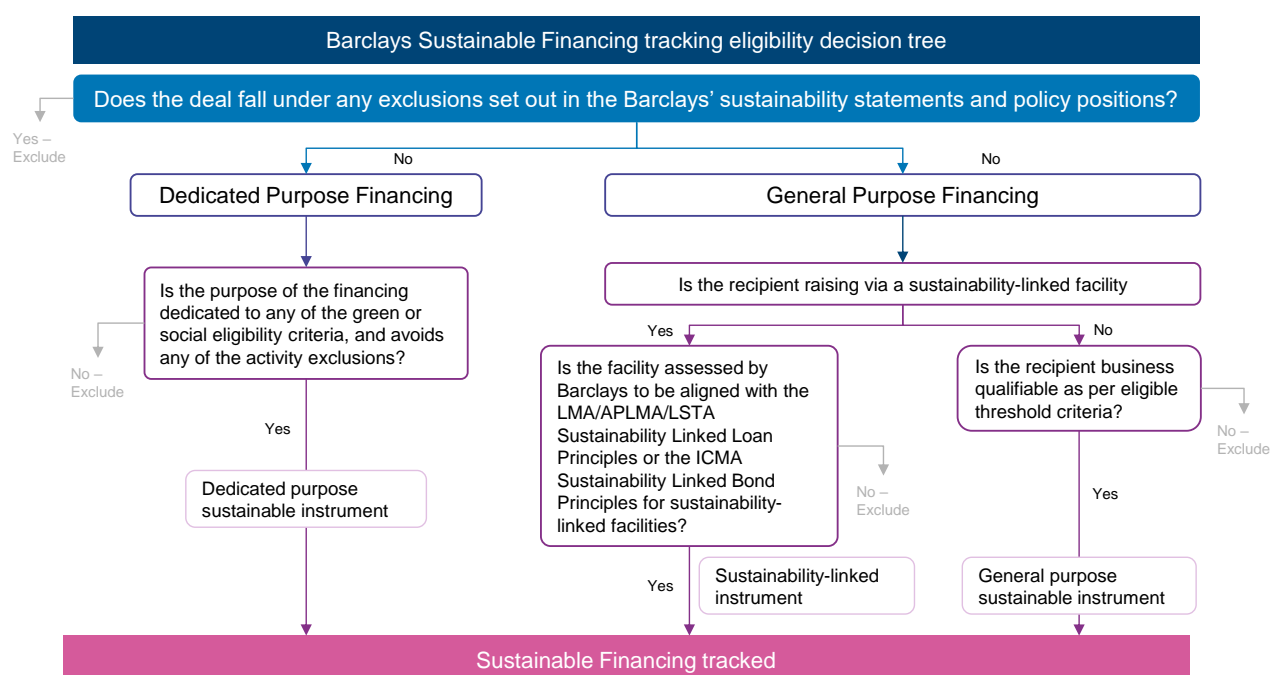 Barclays Sustainable Financing tracking eligibility decision tree
Does the deal fall under any exclusions set out in the Barclays' sustainability statements and policy positions?
Yes –
Exclude
No
No
Dedicated Purpose Financing
General Purpose Financing
Is the purpose of the financing
dedicated to any of the green or
social eligibility criteria, and avoids
any of the activity exclusions?
No –
Exclude
Yes
Dedicated purpose
sustainable instrument
Is the recipient raising via a sustainability-linked facility
Yes
No
Is the facility assessed by
Barclays to be aligned with the
LMA/APLMA/LSTA
Sustainability Linked Loan
Principles or the ICMA
Sustainability Linked Bond
Principles for sustainability-
linked facilities?
No –
Exclude
Yes
Sustainability-linked
instrument
Is the recipient business
qualifiable as per eligible
threshold criteria?
No –
Exclude
Yes
General purpose
sustainable instrument
Sustainable Financing tracked